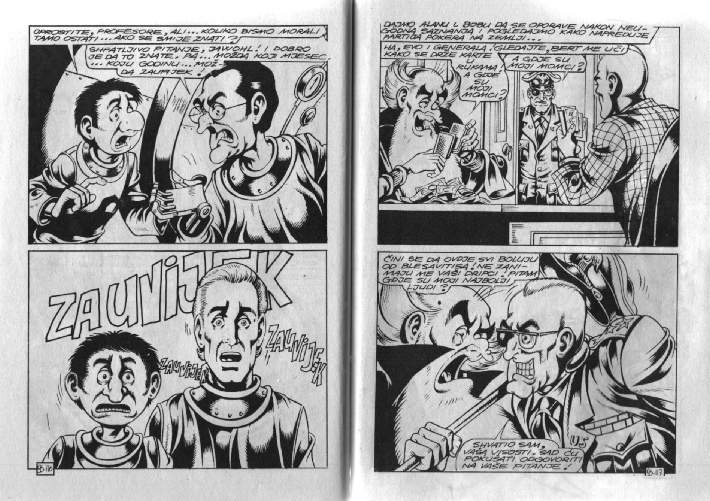 OPROSTITE, PROFESORE, ALI... KOLIKO BISMO MORALI
TAMO OSTATI... AKO SE SMIJE ZNATI?
SHVATLJIVO PITANJE, JAWOHL! I DOBRO
JE DA TO ZNATE, PA... MOŽDA KOJI MJESEC
... KOJU GODINU... MOŽ-
DA ZAUVIJEK!
ZAUVIJEK
ZAUVIJEK
ZAUVIJEK
B-16
DAJMO ALANU I BOBU DA SE OPORAVE NAKON NEU-
GODNA SAZNANJA I POGLEDAJMO KAKO NAPREDUJE
PARTIJA POKERA NA ZEMLJI...
HA, EVO I GENERALA! GLEDAJTE, BERT ME UČI
KAKO SE DRŽE KARTE
U
RUKAMA!
A GDJE
SU
MOJI
MOMCI?
A GDJE SU
MOJI MOMCI?
ČINI SE DA OVDJE SVI BOLUJU
OD BLESAVITISA! NE ZANI-
MAJU ME VAŠI DRIPCI! PITAM
GDJE SU MOJI NAJBOLJI
LJUDI?
SHVATIO SAM,
VAŠA VISOSTI. SAD ĆU
POKUŠATI ODGOVORITI
NA VAŠE PITANJE!
B-17